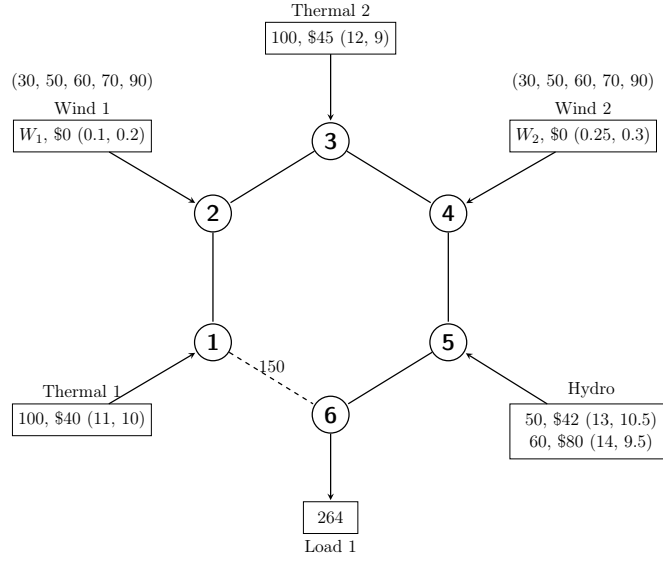 Thermal 2
100, $45 (12, 9)
(30, 50, 60, 70, 90)
Wind 1
W₁, $0 (0.1, 0.2)
(30, 50, 60, 70, 90)
Wind 2
W₂, $0 (0.25, 0.3)
3
2
4
1
5
150
6
Thermal 1
100, $40 (11, 10)
Hydro
50, $42 (13, 10.5)
60, $80 (14, 9.5)
264
Load 1